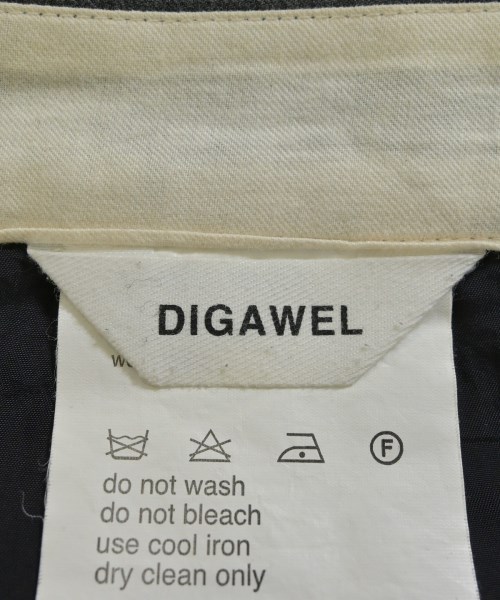 DIGAWEL
F
do not wash
do not bleach
use cool iron
dry clean only